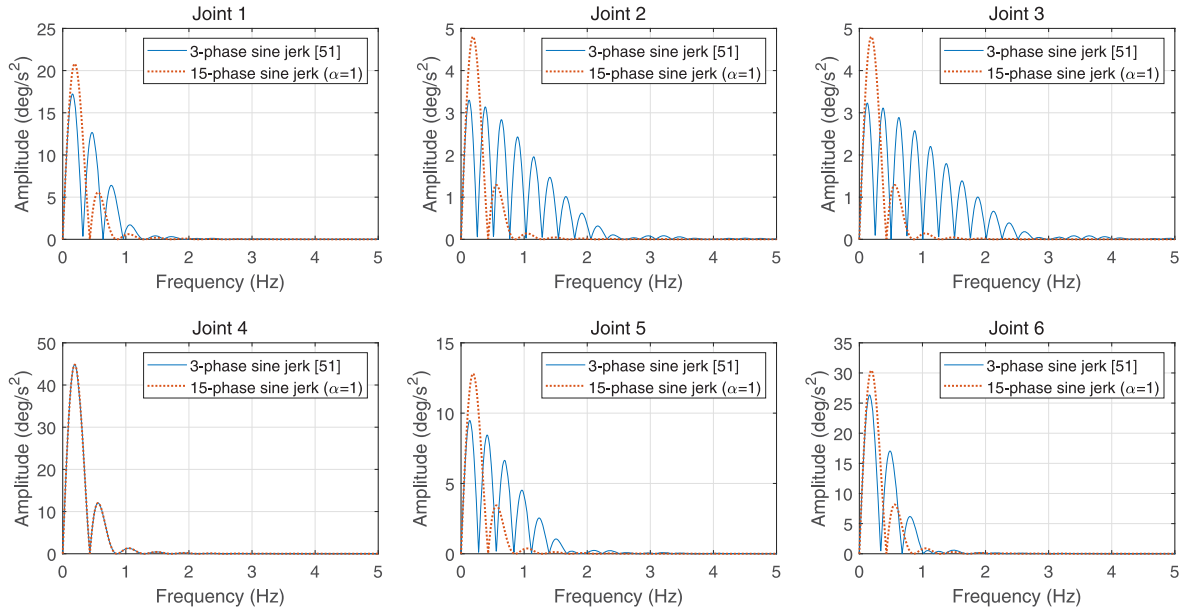 Joint 1
25
20
15
10
5
0
Amplitude (deg/s²)
3-phase sine jerk [51]
15-phase sine jerk (α=1)
0 1 2 3 4 5
Frequency (Hz)
Joint 2
5
4
3
2
1
0
Amplitude (deg/s²)
3-phase sine jerk [51]
15-phase sine jerk (α=1)
0 1 2 3 4 5
Frequency (Hz)
Joint 3
5
4
3
2
1
0
Amplitude (deg/s²)
3-phase sine jerk [51]
15-phase sine jerk (α=1)
0 1 2 3 4 5
Frequency (Hz)
Joint 4
50
40
30
20
10
0
Amplitude (deg/s²)
3-phase sine jerk [51]
15-phase sine jerk (α=1)
0 1 2 3 4 5
Frequency (Hz)
Joint 5
15
10
5
0
Amplitude (deg/s²)
3-phase sine jerk [51]
15-phase sine jerk (α=1)
0 1 2 3 4 5
Frequency (Hz)
Joint 6
35
30
25
20
15
10
5
0
Amplitude (deg/s²)
3-phase sine jerk [51]
15-phase sine jerk (α=1)
0 1 2 3 4 5
Frequency (Hz)